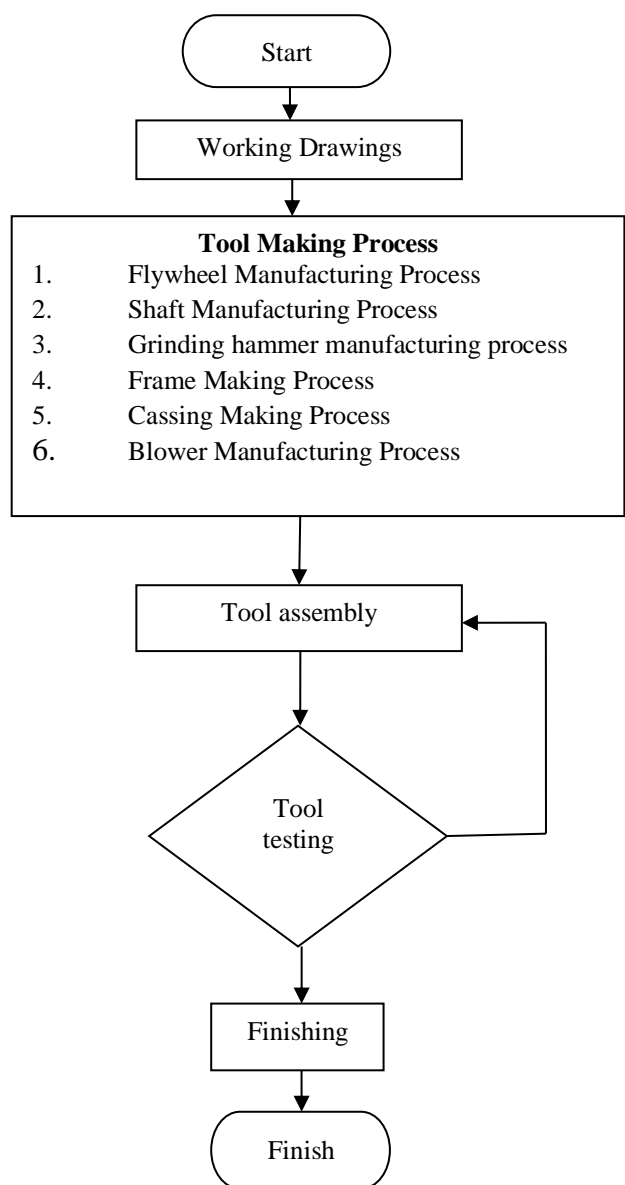 Start
Working Drawings
Tool Making Process
1. Flywheel Manufacturing Process
2. Shaft Manufacturing Process
3. Grinding hammer manufacturing process
4. Frame Making Process
5. Cassing Making Process
6. Blower Manufacturing Process
Tool assembly
Tool
testing
Finishing
Finish